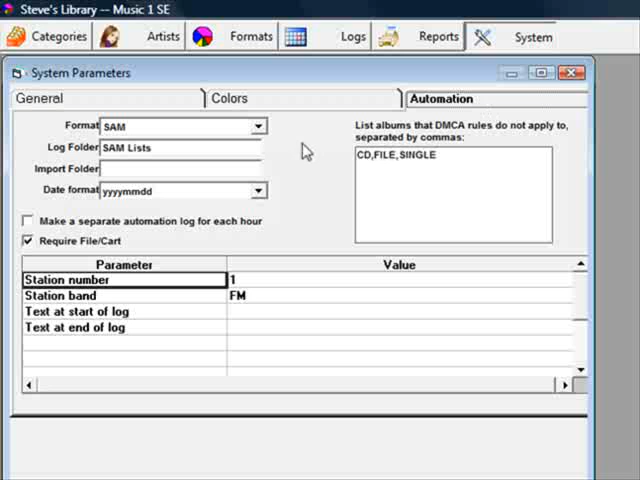 Steve's Library — Music 1 SE
Categories Artists Formats Logs Reports System
System Parameters
General Colors Automation
Format SAM
Log Folder SAM Lists
Import Folder
Date format yyyymmdd
Make a separate automation log for each hour
Require File/Cart
List albums that DMCA rules do not apply to,
separated by commas:
CD,FILE,SINGLE
Parameter Value
Station number 1
Station band FM
Text at start of log
Text at end of log